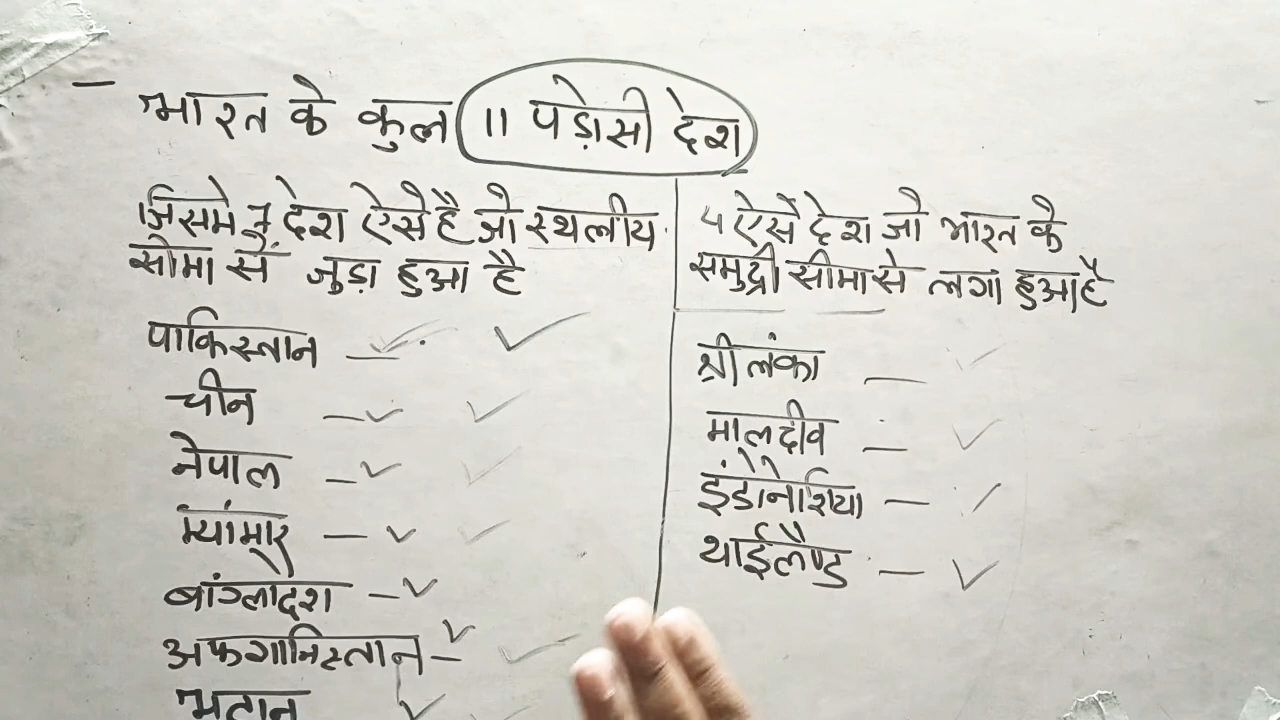 भारत के कुल 11 पड़ोसी देश
जिसमे 7 देश ऐसे है जो स्थलीय
सीमा से जुड़ा हुआ है
पाकिस्तान
चीन
नेपाल
म्यांमार
बांग्लादेश
अफगानिस्तान
भूटान
4 ऐसे देश जो भारत के
समुद्री सीमा से लगा हुआ है
श्रीलंका
मालदीव
इंडोनेशिया
थाईलैण्ड